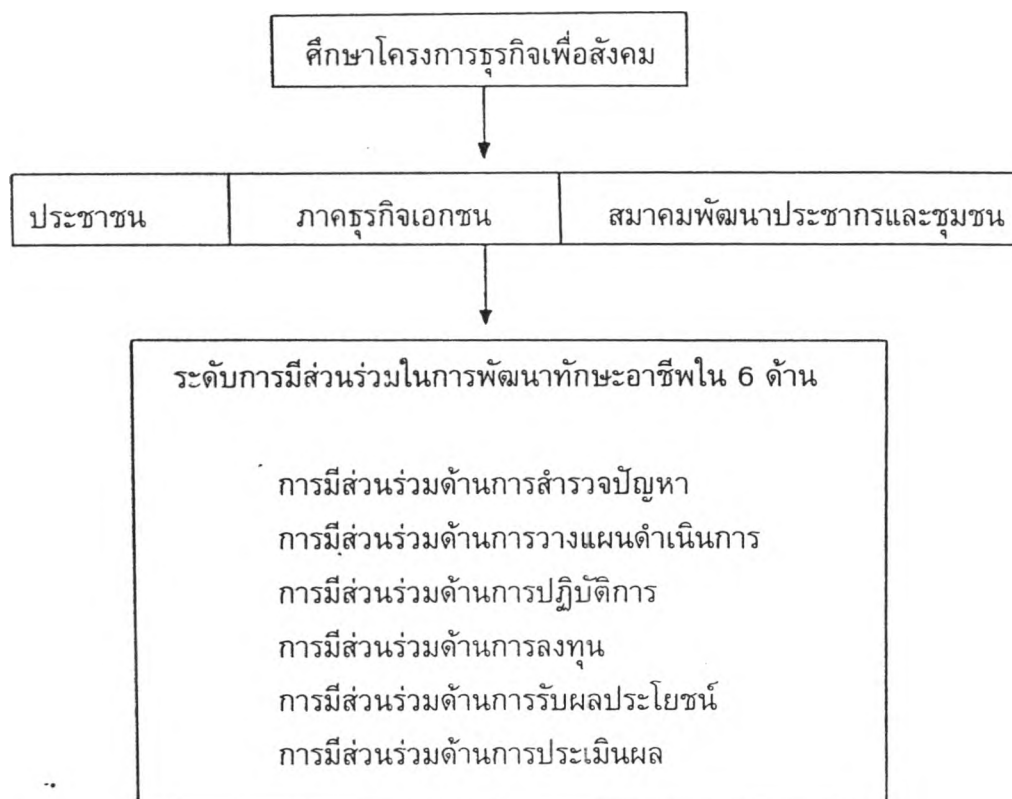 ศึกษาโครงการธุรกิจเพื่อสังคม
ประชาชน ภาคธุรกิจเอกชน สมาคมพัฒนาประชากรและชุมชน
ระดับการมีส่วนร่วมในการพัฒนาทักษะอาชีพใน 6 ด้าน
การมีส่วนร่วมด้านการสำรวจปัญหา
การมีส่วนร่วมด้านการวางแผนดำเนินการ
การมีส่วนร่วมด้านการปฏิบัติการ
การมีส่วนร่วมด้านการลงทุน
การมีส่วนร่วมด้านการรับผลประโยชน์
การมีส่วนร่วมด้านการประเมินผล